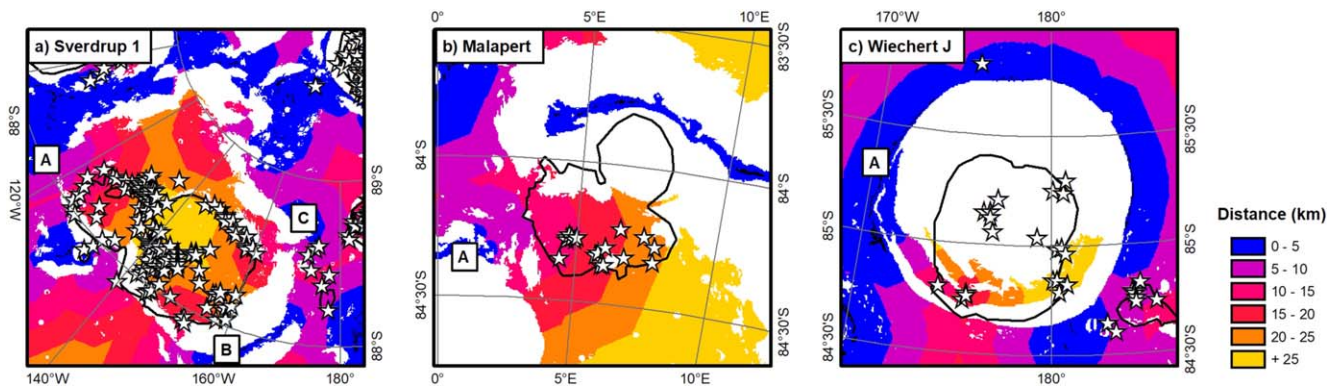 a) Sverdrup 1
88°S
A
120°W
B
C
89°S
88°S
140°W
160°W
180°
b) Malapert
0°
5°E
10°E
84°S
84°30'S
A
83°30'S
84°S
84°30'S
5°E
10°E
c) Wiechert J
170°W
180°
85°30'S
A
85°S
84°30'S
85°30'S
85°S
84°30'S
180°
Distance (km)
0 - 5
5 - 10
10 - 15
15 - 20
20 - 25
+ 25